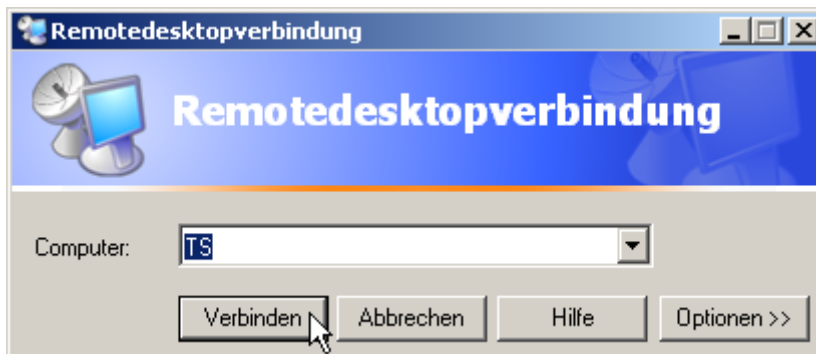 Remotedesktopverbindung
Remotedesktopverbindung
Computer: TS
Verbinden Abbrechen Hilfe Optionen >>